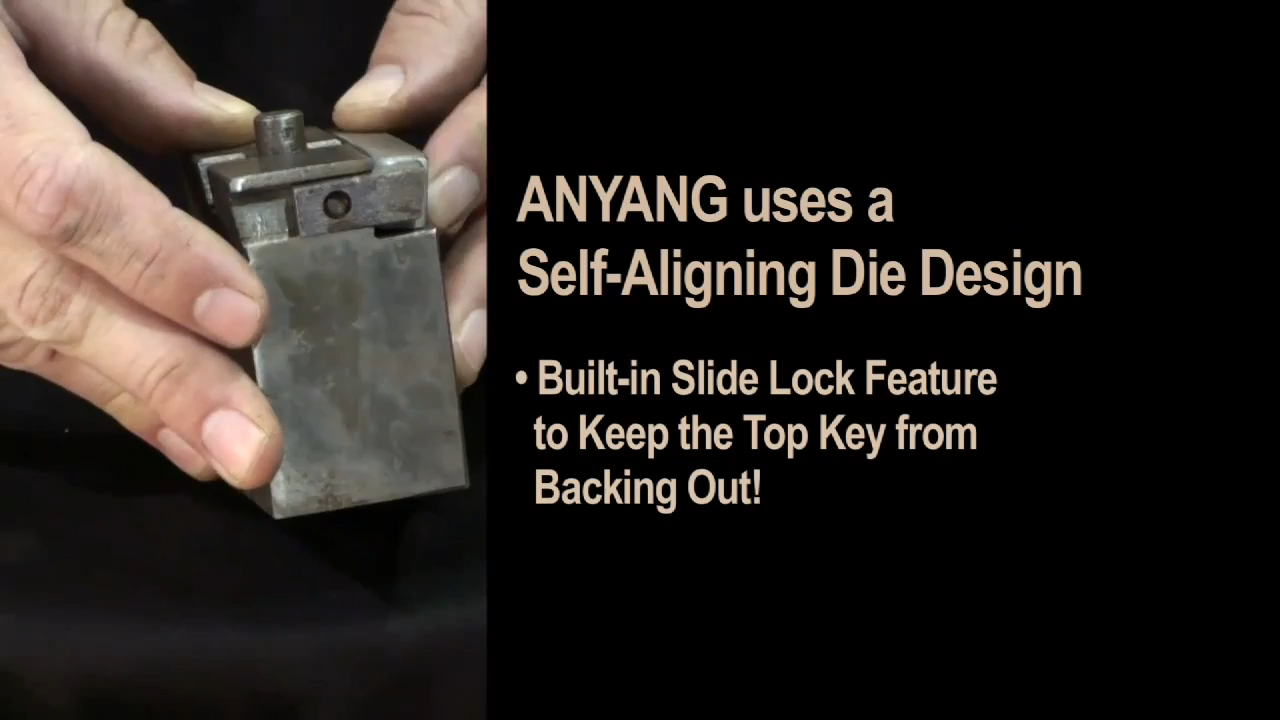 ANYANG uses a
Self-Aligning Die Design
• Built-in Slide Lock Feature
to Keep the Top Key from
Backing Out!